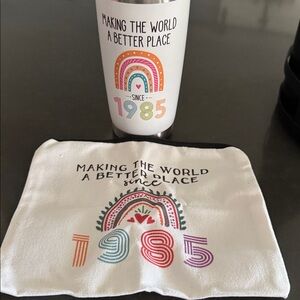 MAKING THE WORLD
A BETTER PLACE
SINCE
1985
MAKING THE WORLD
A BETTER PLACE
since
1985